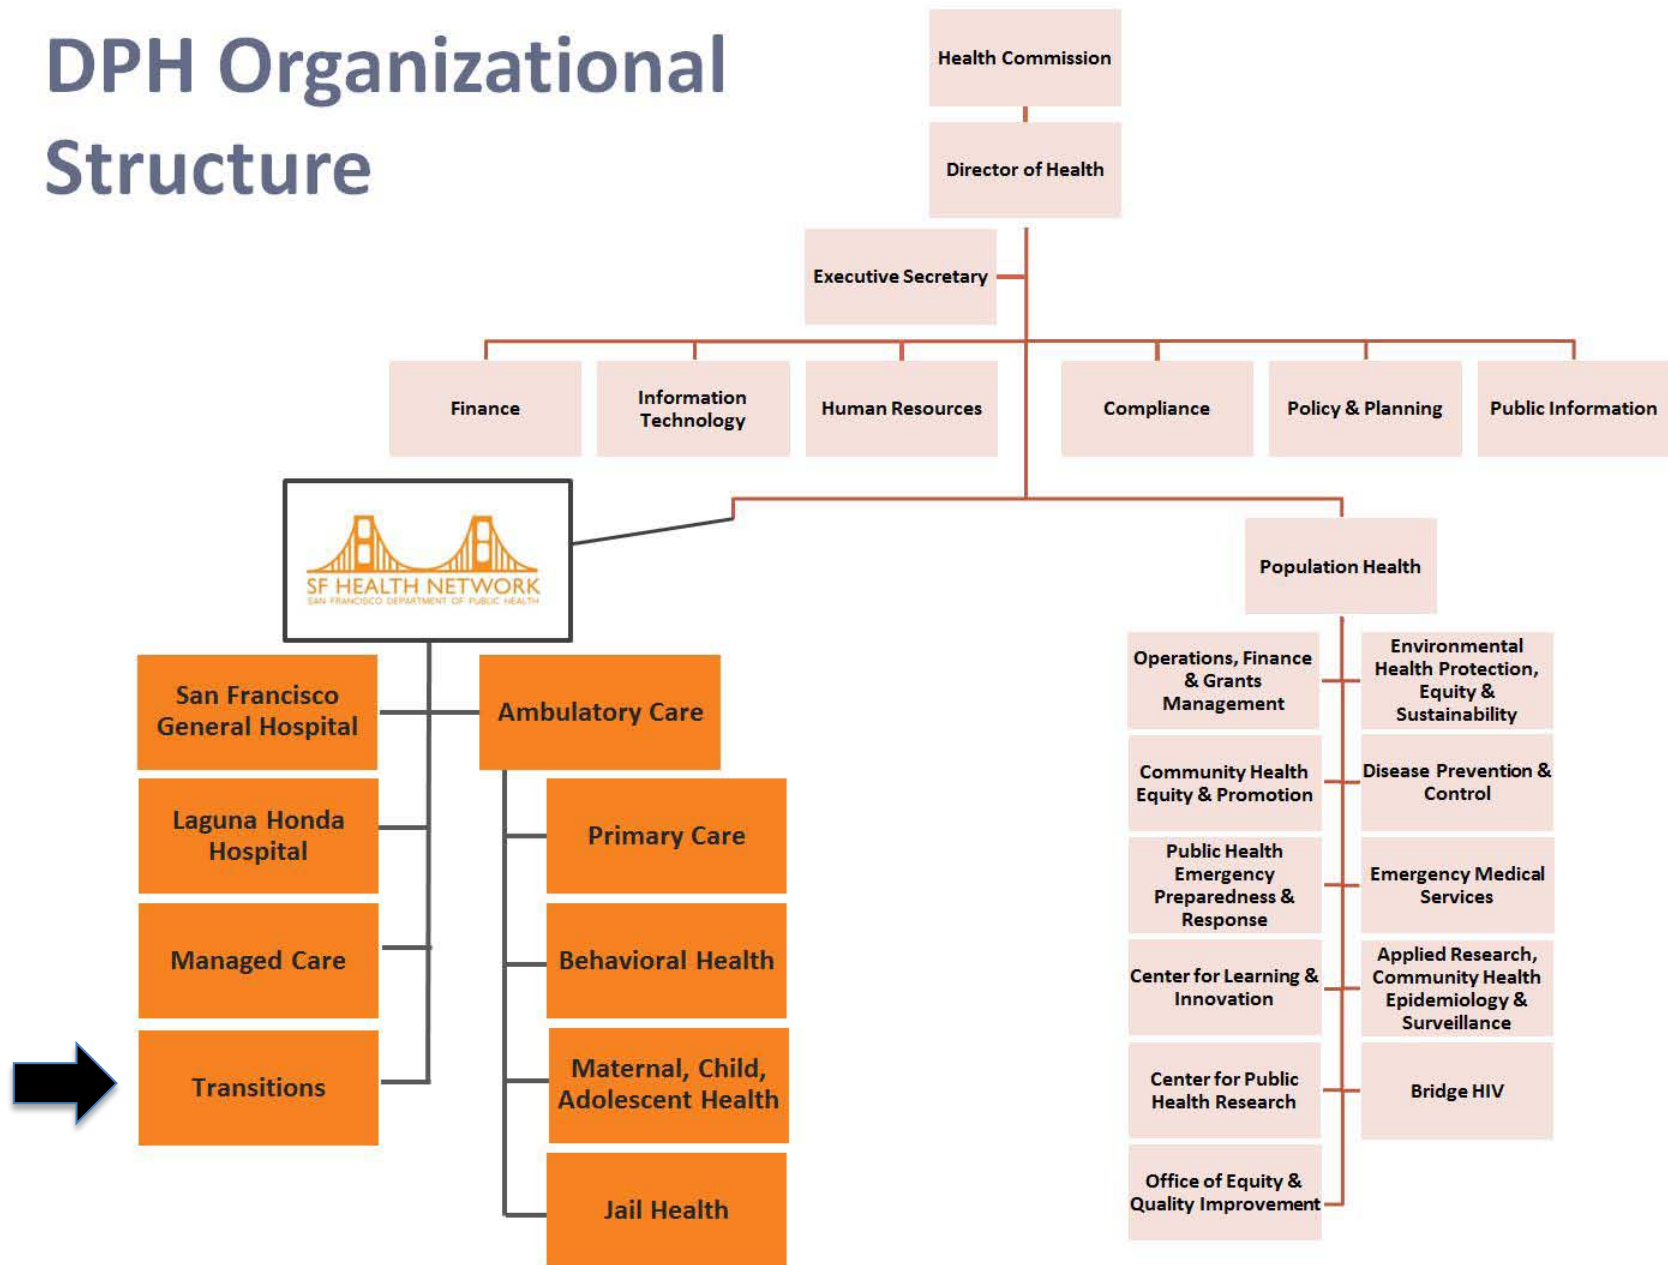 DPH Organizational
Structure
Health Commission
Director of Health
Executive Secretary
Finance
Information
Technology
Human Resources
Compliance
Policy & Planning
Public Information
SF HEALTH NETWORK
SAN FRANCISCO DEPARTMENT OF PUBLIC HEALTH
San Francisco
General Hospital
Laguna Honda
Hospital
Managed Care
Transitions
Ambulatory Care
Primary Care
Behavioral Health
Maternal, Child,
Adolescent Health
Jail Health
Population Health
Operations, Finance
& Grants
Management
Environmental
Health Protection,
Equity &
Sustainability
Community Health
Equity & Promotion
Disease Prevention &
Control
Public Health
Emergency
Preparedness &
Response
Emergency Medical
Services
Center for Learning &
Innovation
Applied Research,
Community Health
Epidemiology &
Surveillance
Center for Public
Health Research
Bridge HIV
Office of Equity &
Quality Improvement